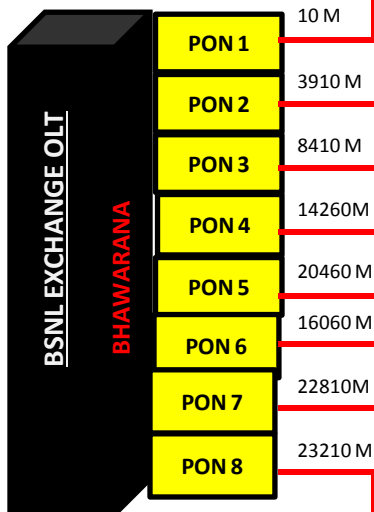 BSNL EXCHANGE OLT
BHAWARANA
PON 1
10 M
PON 2
3910 M
PON 3
8410 M
PON 4
14260M
PON 5
20460 M
PON 6
16060 M
PON 7
22810M
PON 8
23210 M